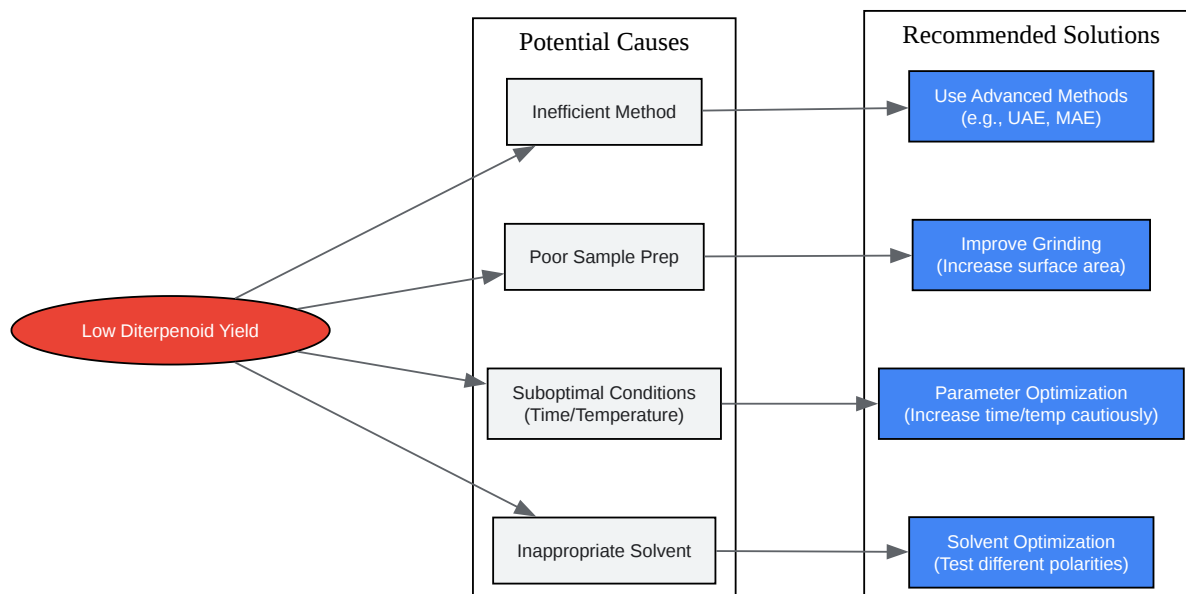 Potential Causes
Recommended Solutions
Inefficient Method
Use Advanced Methods
(e.g., UAE, MAE)
Poor Sample Prep
Improve Grinding
(Increase surface area)
Low Diterpenoid Yield
Suboptimal Conditions
(Time/Temperature)
Parameter Optimization
(Increase time/temp cautiously)
Inappropriate Solvent
Solvent Optimization
(Test different polarities)